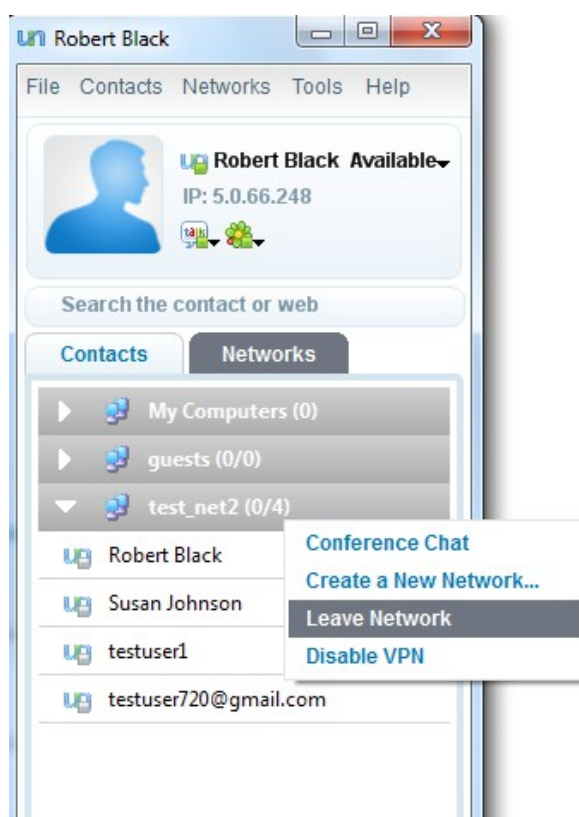 un Robert Black
File Contacts Networks Tools Help
Robert Black Available
IP: 5.0.66.248
talk
Search the contact or web
Contacts Networks
My Computers (0)
guests (0/0)
test_net2 (0/4)
Robert Black
Susan Johnson
testuser1
testuser720@gmail.com
Conference Chat
Create a New Network...
Leave Network
Disable VPN